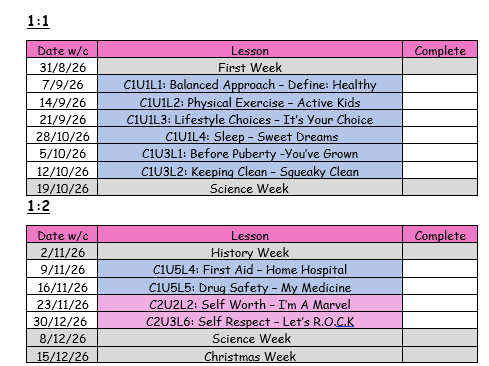 1:1
Date w/c Lesson Complete
31/8/26 First Week
7/9/26 C1U1L1: Balanced Approach – Define: Healthy
14/9/26 C1U1L2: Physical Exercise – Active Kids
21/9/26 C1U1L3: Lifestyle Choices – It's Your Choice
28/10/26 C1U1L4: Sleep – Sweet Dreams
5/10/26 C1U3L1: Before Puberty -You've Grown
12/10/26 C1U3L2: Keeping Clean – Squeaky Clean
19/10/26 Science Week
1:2
Date w/c Lesson Complete
2/11/26 History Week
9/11/26 C1U5L4: First Aid – Home Hospital
16/11/26 C1U5L5: Drug Safety – My Medicine
23/11/26 C2U2L2: Self Worth – I'm A Marvel
30/12/26 C2U3L6: Self Respect – Let's R.O.C.K
8/12/26 Science Week
15/12/26 Christmas Week